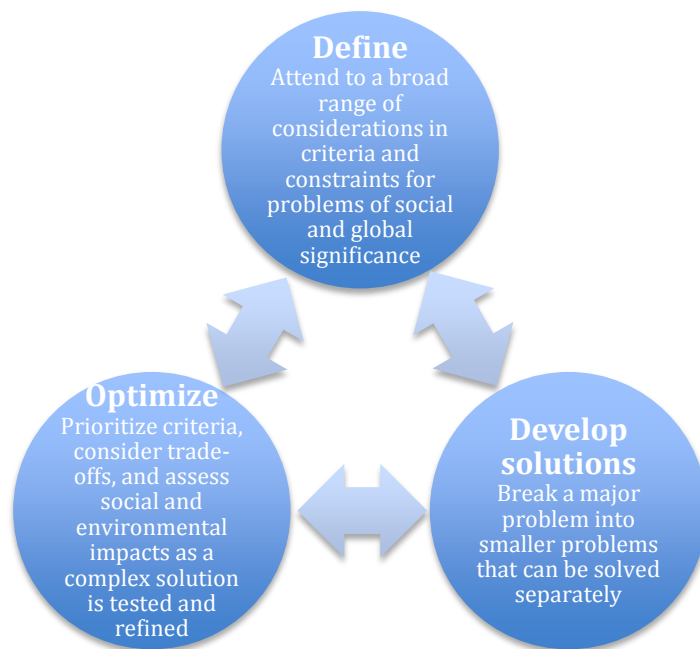 Define
Attend to a broad
range of
considerations in
criteria and
constraints for
problems of social
and global
significance
Optimize
Prioritize criteria,
consider trade-
offs, and assess
social and
environmental
impacts as a
complex solution
is tested and
refined
Develop
solutions
Break a major
problem into
smaller problems
that can be solved
separately